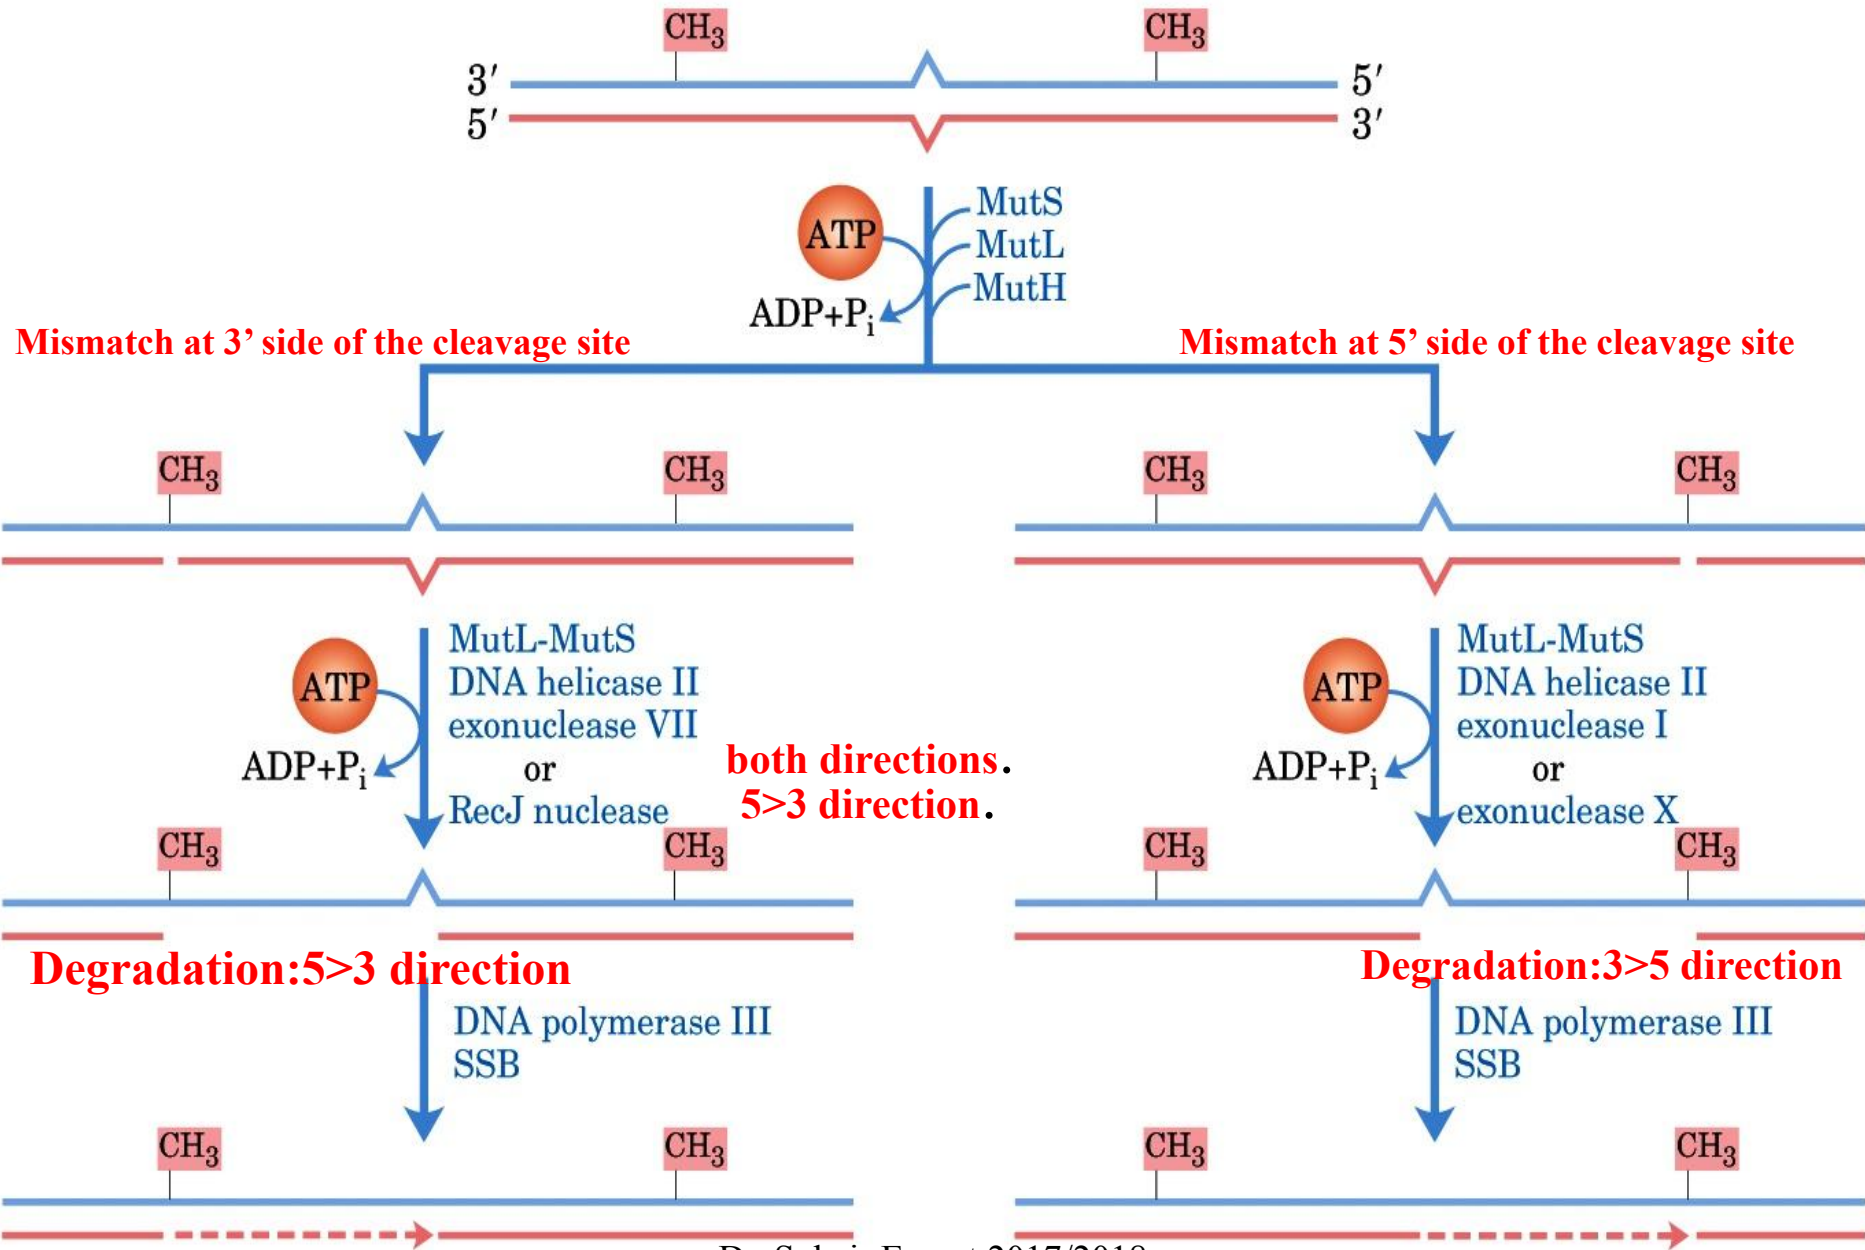 CH3 CH3
3′ 5′
5′ 3′
ATP
MutS
MutL
MutH
ADP+Pi
Mismatch at 3’ side of the cleavage site
Mismatch at 5’ side of the cleavage site
CH3 CH3
CH3 CH3
ATP
ADP+Pi
MutL-MutS
DNA helicase II
exonuclease VII
or
RecJ nuclease
both directions.
5>3 direction.
ATP
ADP+Pi
MutL-MutS
DNA helicase II
exonuclease I
or
exonuclease X
CH3 CH3
CH3 CH3
Degradation:5>3 direction
Degradation:3>5 direction
DNA polymerase III
SSB
DNA polymerase III
SSB
CH3 CH3
CH3 CH3
2017/2018